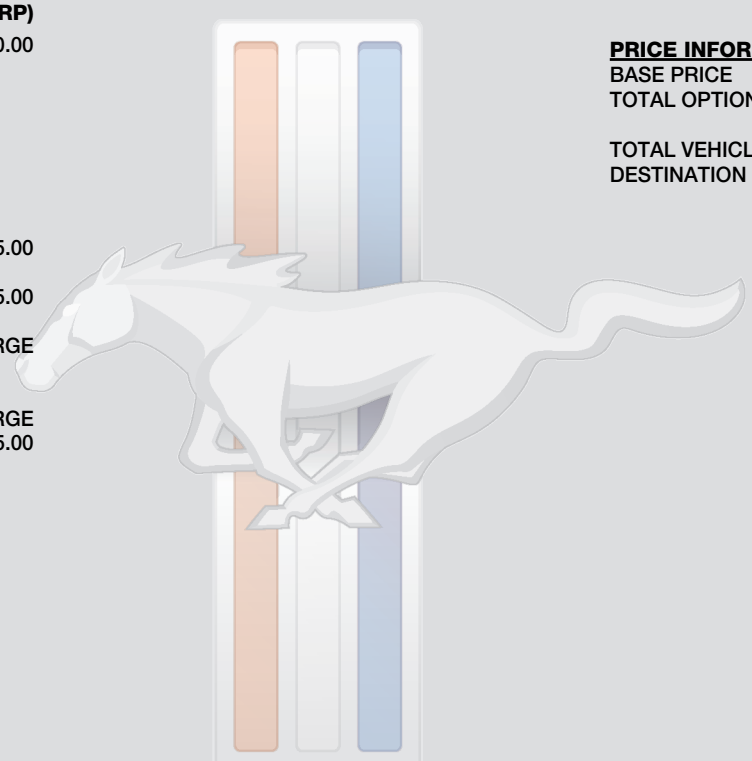 RP)
0.00
5.00
5.00
RGE
RGE
5.00
PRICE INFOR
BASE PRICE
TOTAL OPTION
TOTAL VEHICL
DESTINATION